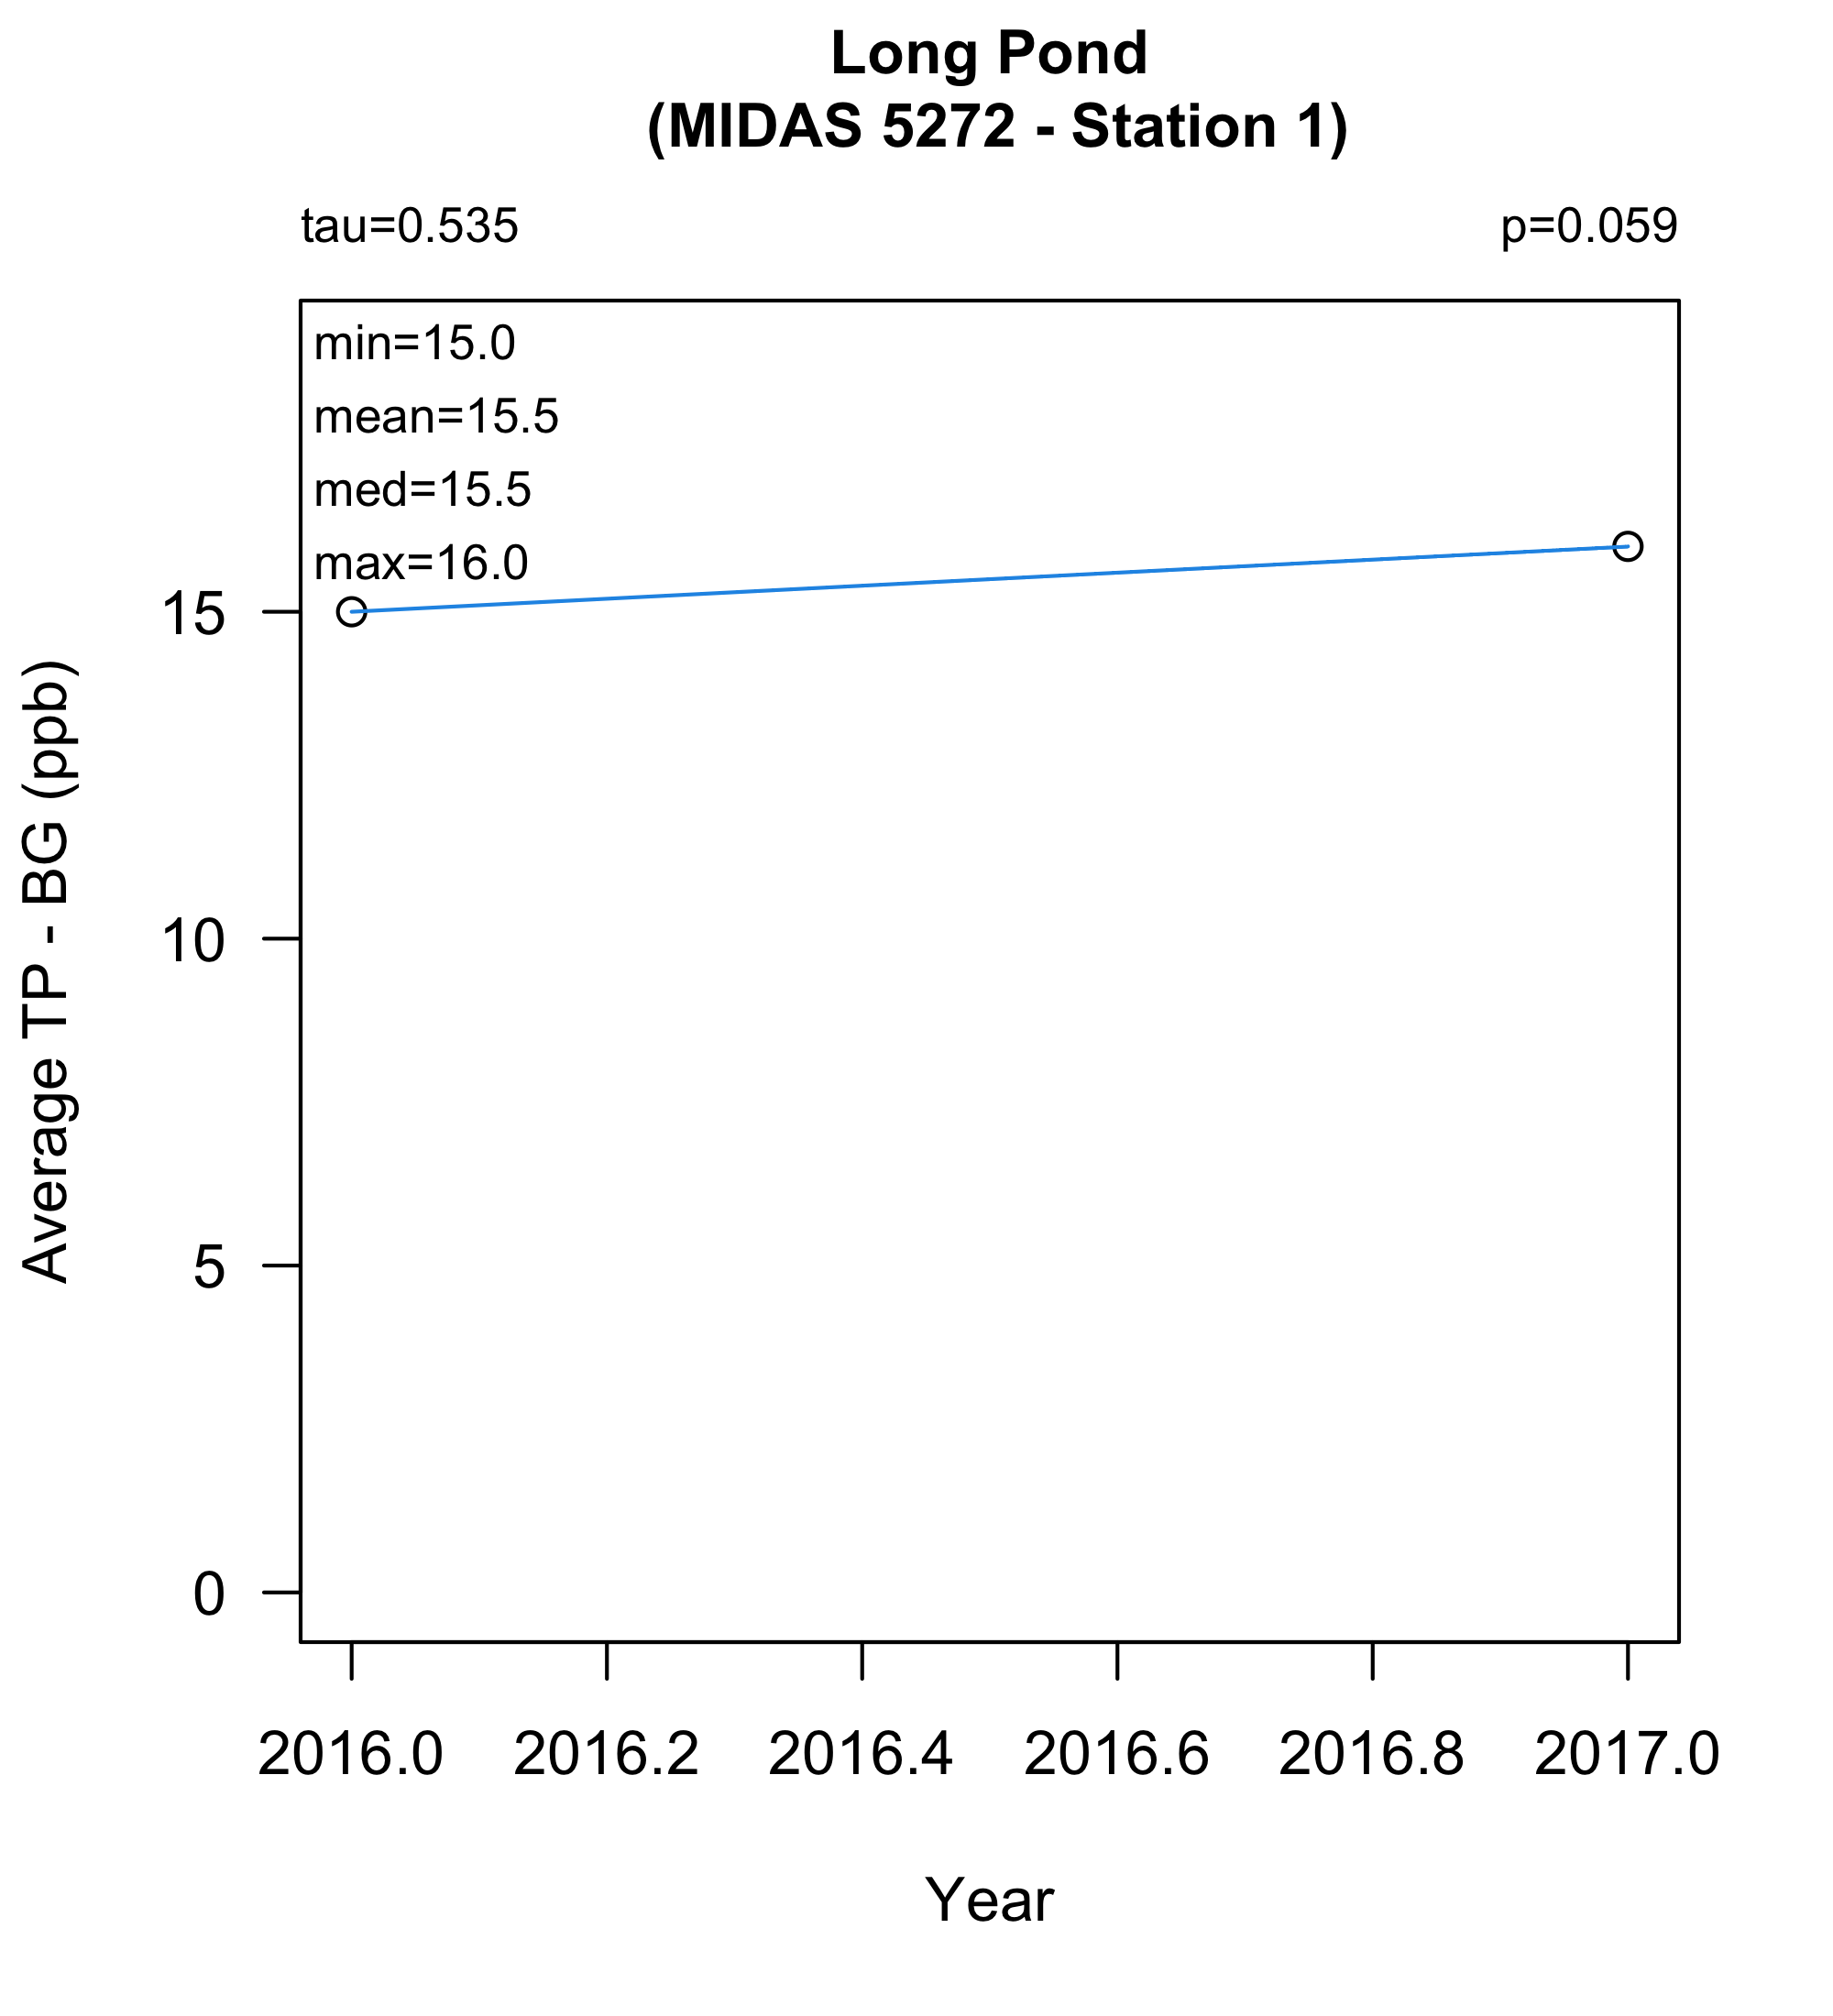 Long Pond
(MIDAS 5272 - Station 1)
tau=0.535
p=0.059
min=15.0
mean=15.5
med=15.5
max=16.0
Average TP - BG (ppb)
15
10
5
0
2016.0 2016.2 2016.4 2016.6 2016.8 2017.0
Year